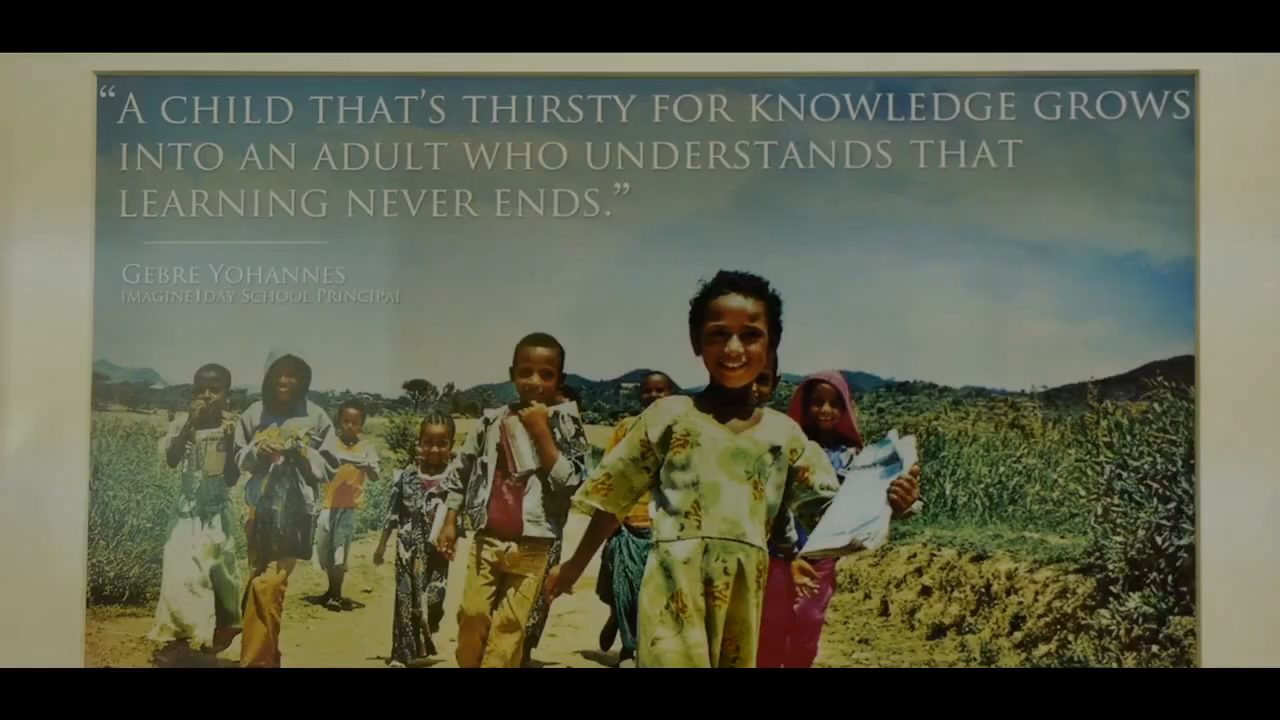 “A CHILD THAT’S THIRSTY FOR KNOWLEDGE GROWS
INTO AN ADULT WHO UNDERSTANDS THAT
LEARNING NEVER ENDS.”
GEBRE YOHANNES
IMAGINE1DAY SCHOOL PRINCIPAL